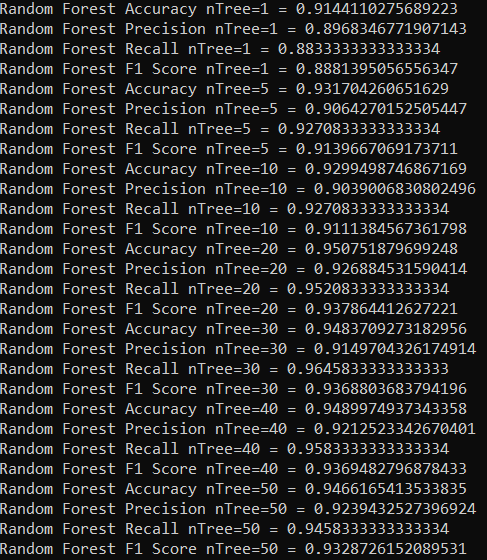 Random Forest Accuracy nTree=1 = 0.9144110275689223
Random Forest Precision nTree=1 = 0.8968346771907143
Random Forest Recall nTree=1 = 0.8833333333333334
Random Forest F1 Score nTree=1 = 0.8881395056556347
Random Forest Accuracy nTree=5 = 0.931704260651629
Random Forest Precision nTree=5 = 0.9064270152505447
Random Forest Recall nTree=5 = 0.9270833333333334
Random Forest F1 Score nTree=5 = 0.9139667069173711
Random Forest Accuracy nTree=10 = 0.9299498746867169
Random Forest Precision nTree=10 = 0.9039006830802496
Random Forest Recall nTree=10 = 0.9270833333333334
Random Forest F1 Score nTree=10 = 0.9111384567361798
Random Forest Accuracy nTree=20 = 0.950751879699248
Random Forest Precision nTree=20 = 0.926884531590414
Random Forest Recall nTree=20 = 0.9520833333333334
Random Forest F1 Score nTree=20 = 0.937864412627221
Random Forest Accuracy nTree=30 = 0.9483709273182956
Random Forest Precision nTree=30 = 0.9149704326174914
Random Forest Recall nTree=30 = 0.9645833333333333
Random Forest F1 Score nTree=30 = 0.9368803683794196
Random Forest Accuracy nTree=40 = 0.9489974937343358
Random Forest Precision nTree=40 = 0.9212523342670401
Random Forest Recall nTree=40 = 0.9583333333333334
Random Forest F1 Score nTree=40 = 0.9369482796878433
Random Forest Accuracy nTree=50 = 0.9466165413533835
Random Forest Precision nTree=50 = 0.9239432527396924
Random Forest Recall nTree=50 = 0.9458333333333334
Random Forest F1 Score nTree=50 = 0.9328726152089531